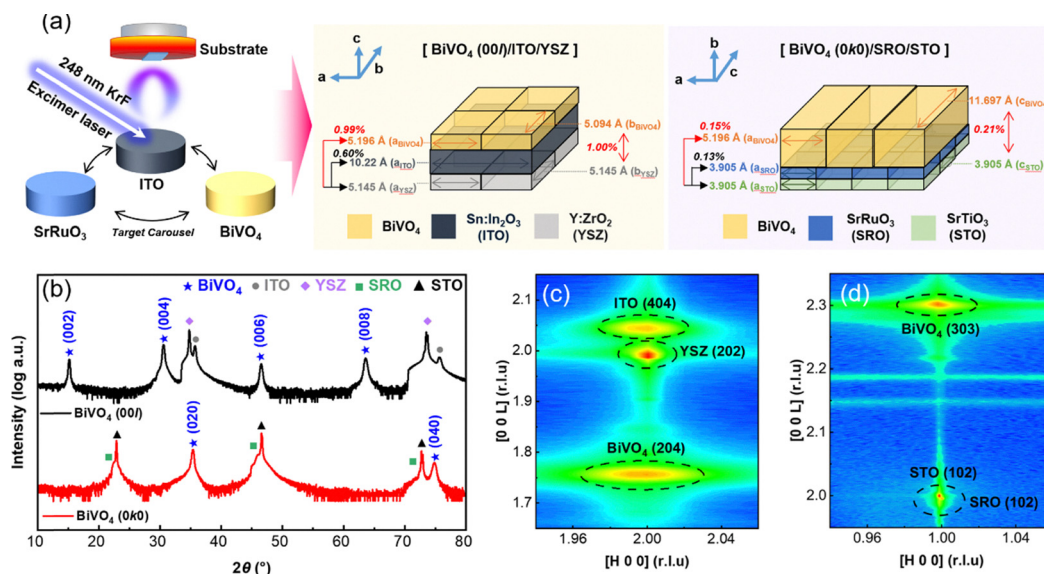 (a)
Substrate
248 nm KrF
Excimer laser
ITO
SrRuO3
Target Carousel
BiVO4
[ BiVO4 (00l)/ITO/YSZ ]
c
b
a
0.99%
5.196 Å (aBiVO4)
0.60%
10.22 Å (aITO)
5.145 Å (aYSZ)
5.094 Å (bBiVO4)
1.00%
5.145 Å (bYSZ)
BiVO4
Sn:In2O3
(ITO)
Y:ZrO2
(YSZ)
[ BiVO4 (0k0)/SRO/STO ]
b
a
c
0.15%
5.196 Å (aBiVO4)
0.13%
3.905 Å (aSRO)
3.905 Å (aSTO)
11.697 Å (cBiVO4)
0.21%
3.905 Å (cSTO)
BiVO4
SrRuO3
(SRO)
SrTiO3
(STO)
(b)
★ BiVO4 ● ITO ◆ YSZ ■ SRO ▲ STO
(002)
(004)
(006)
(008)
BiVO4 (00l)
(020)
(040)
BiVO4 (0k0)
Intensity (log a.u.)
10 20 30 40 50 60 70 80
2θ (°)
(c)
ITO (404)
YSZ (202)
BiVO4 (204)
[0 0 L] (r.l.u)
2.1
2.0
1.9
1.8
1.7
1.96 2.00 2.04
[H 0 0] (r.l.u)
(d)
BiVO4 (303)
STO (102)
SRO (102)
[0 0 L] (r.l.u)
2.3
2.2
2.1
2.0
0.96 1.00 1.04
[H 0 0] (r.l.u)